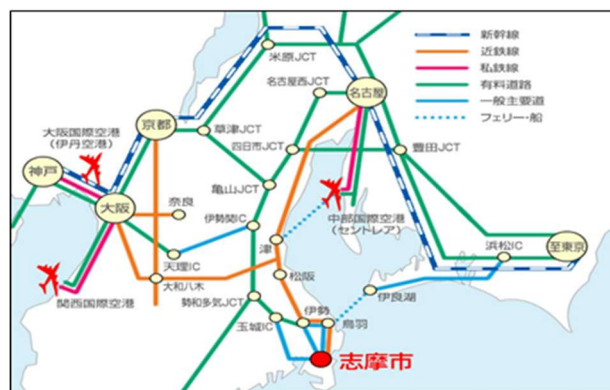 新幹線
近鉄線
私鉄線
有料道路
一般主要道
フェリー・船
米原JCT
名古屋西JCT
名古屋
京都
草津JCT
四日市JCT
豊田JCT
大阪国際空港
(伊丹空港)
神戸
大阪
奈良
亀山JCT
伊勢関IC
中部国際空港
(セントレア)
浜松IC
至東京
津
天理IC
大和八木
松阪
関西国際空港
勢和多気JCT
伊良湖
玉城IC
伊勢
鳥羽
志摩市